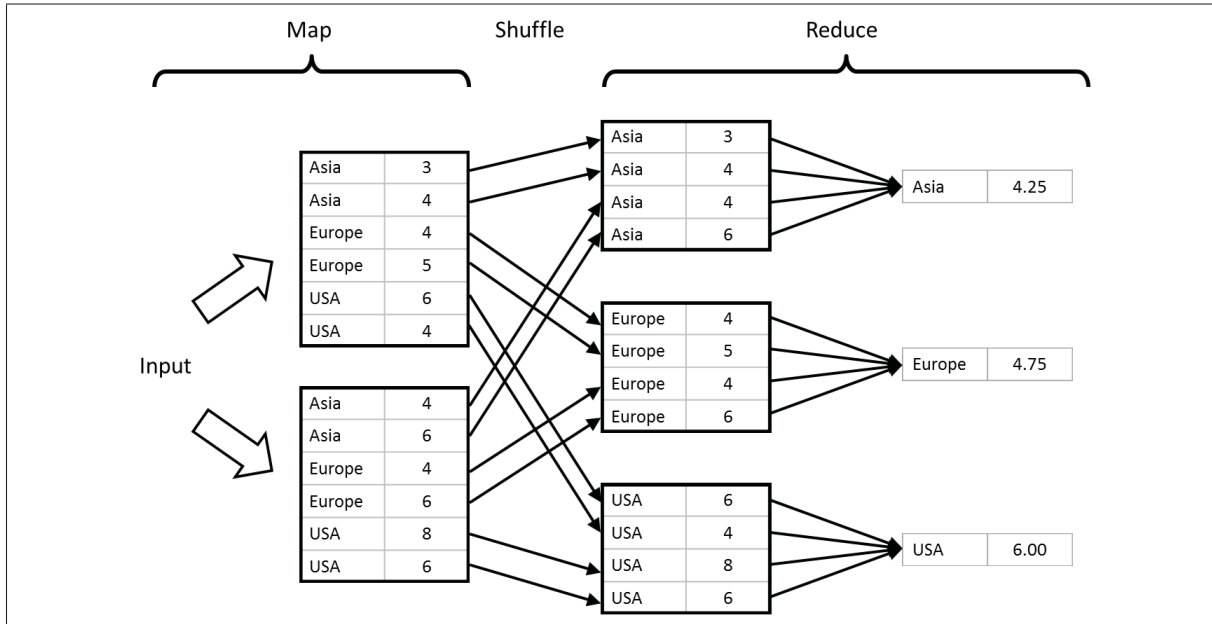 Map Shuffle Reduce
Input
Asia 3
Asia 4
Europe 4
Europe 5
USA 6
USA 4
Asia 4
Asia 6
Europe 4
Europe 6
USA 8
USA 6
Asia 3
Asia 4
Asia 4
Asia 6
Europe 4
Europe 5
Europe 4
Europe 6
USA 6
USA 4
USA 8
USA 6
Asia 4.25
Europe 4.75
USA 6.00